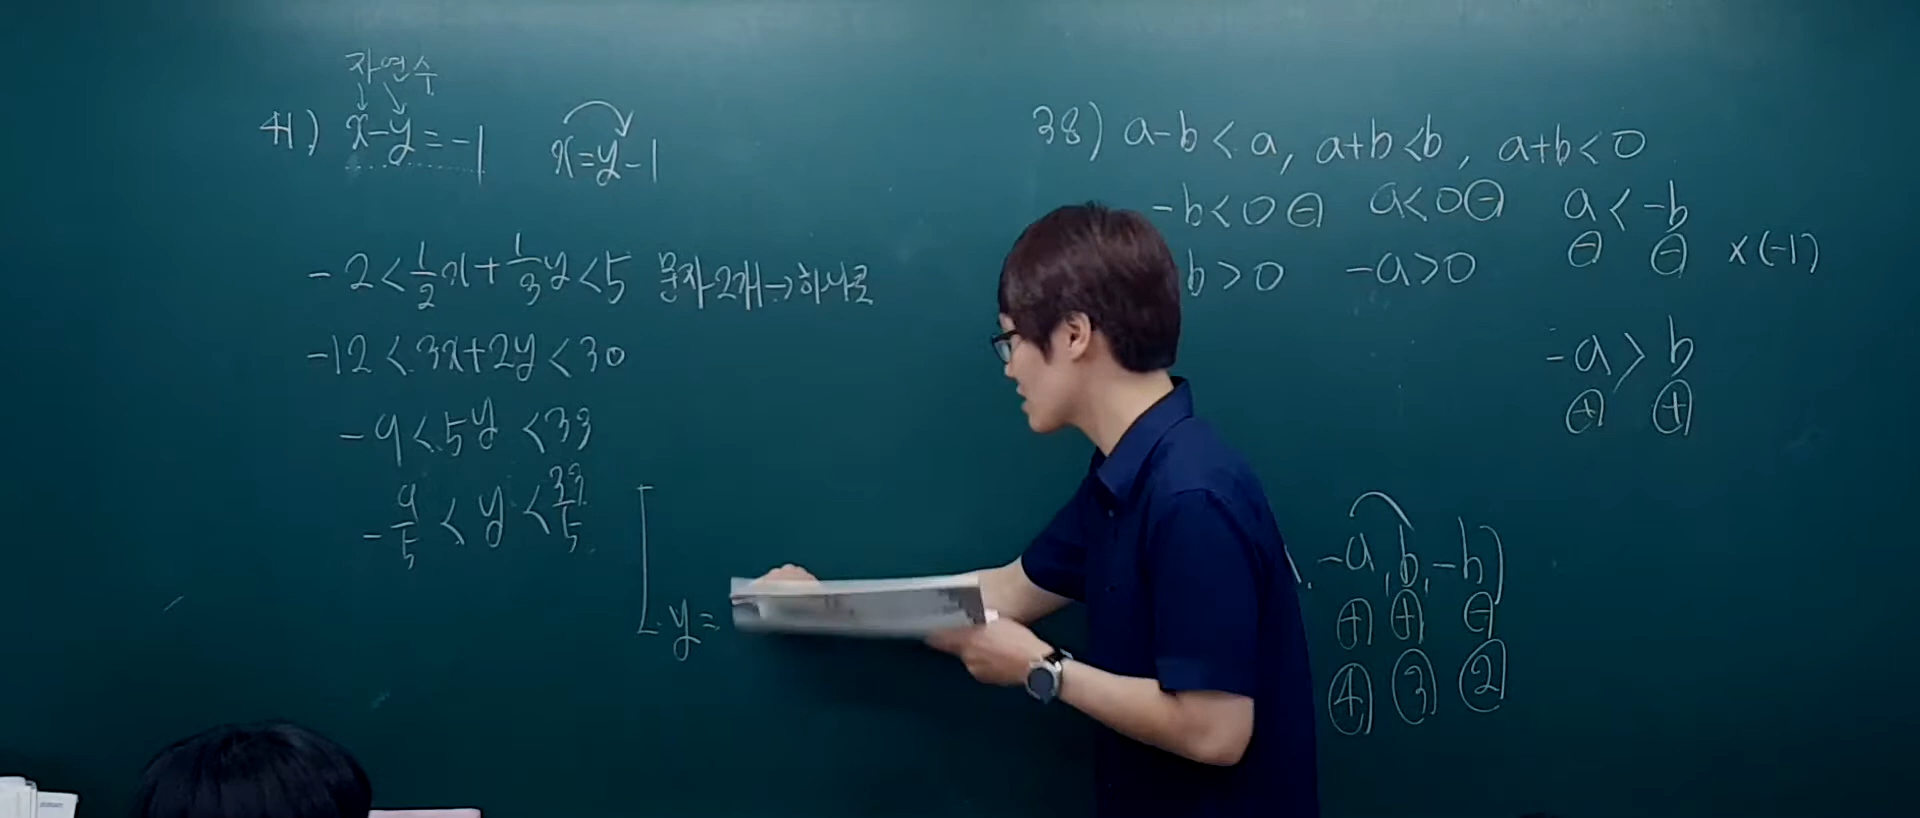 자연수
41) x-y=-1 x=y-1
-2<1/2x+1/3y<5 문자2개→하나로
-12<3x+2y<30
-9<5y<33
-9/5<y<33/5
y=
38) a-b<a, a+b<b, a+b<0
-b<0⊖ a<0⊖ a<-b
⊖ ⊖ ×(-1)
b>0 -a>0
-a>b
⊕ ⊕
-a, b, -b)
⊕ ⊕ ⊖
④ ③ ②